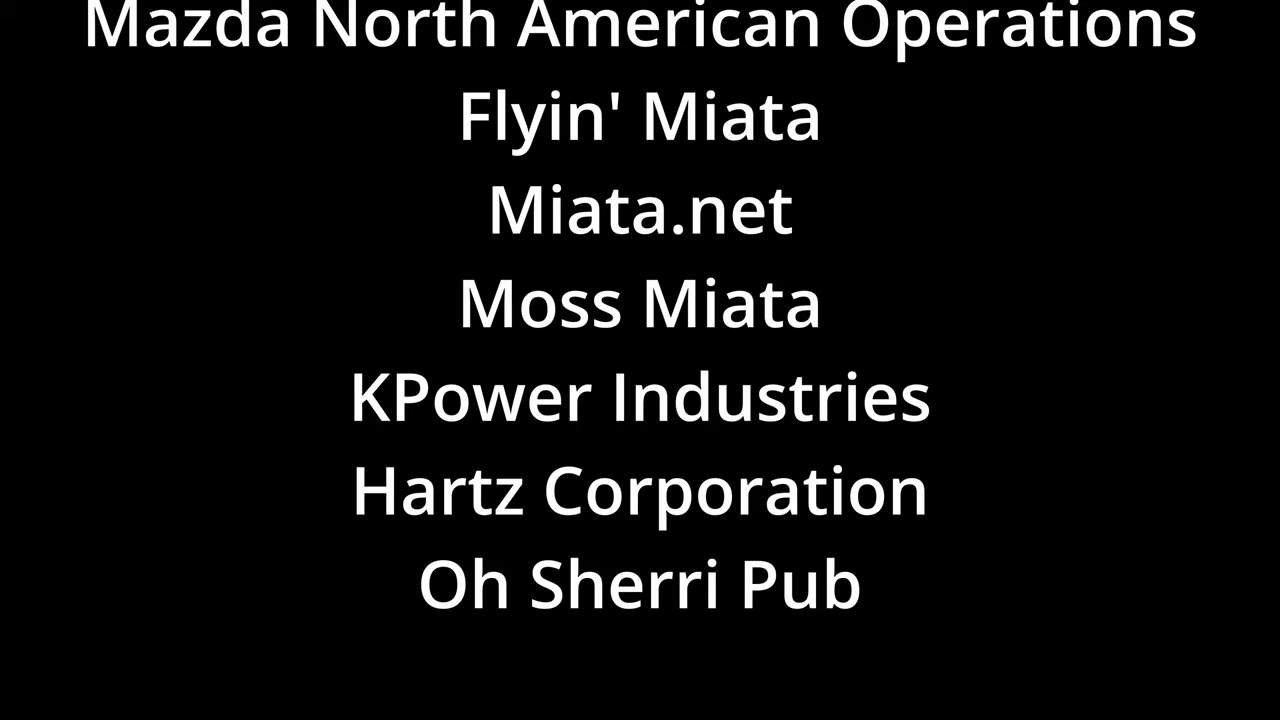 Mazda North American Operations
Flyin' Miata
Miata.net
Moss Miata
KPower Industries
Hartz Corporation
Oh Sherri Pub